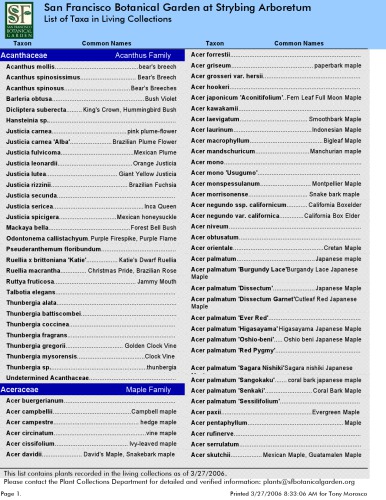 San Francisco Botanical Garden at Strybing Arboretum
List of Taxa in Living Collections
Taxon Common Names
Acanthaceae Acanthus Family
Acanthus mollis bear's breech
Acanthus spinosissimus Bear's Breech
Acanthus spinosus Bear's Breeches
Barleria obtusa Bush Violet
Dicliptera suberecta King's Crown, Hummingbird Bush
Hansteinia sp.
Justicia carnea pink plume-flower
Justicia carnea 'Alba' Brazilian Plume Flower
Justicia fulvicoma Mexican Plume
Justicia leonardii Orange Justicia
Justicia lutea Giant Yellow Justicia
Justicia rizzinii Brazilian Fuchsia
Justicia secunda
Justicia sericea Inca Queen
Justicia spicigera Mexican honeysuckle
Mackaya bella Forest Bell Bush
Odontonema callistachyum Purple Firespike, Purple Flame
Pseuderanthemum floribundum
Ruellia x brittoniana 'Katie' Katie's Dwarf Ruellia
Ruellia macrantha Christmas Pride, Brazilian Rose
Ruttya fruticosa Jammy Mouth
Talbotia elegans
Thunbergia alata
Thunbergia battiscombei
Thunbergia coccinea
Thunbergia fragrans
Thunbergia gregorii Golden Clock Vine
Thunbergia mysorensis Clock Vine
Thunbergia sp. thunbergia
Undetermined Acanthaceae
Aceraceae Maple Family
Acer buergerianum
Acer campbellii Campbell maple
Acer campestre hedge maple
Acer circinatum vine maple
Acer cissifolium Ivy-leaved maple
Acer davidii David's Maple, Snakebark maple
Taxon Common Names
Acer forrestii
Acer griseum paperbark maple
Acer grosseri var. hersii
Acer hookeri
Acer japonicum 'Aconitifolium' Fern Leaf Full Moon Maple
Acer kawakamii
Acer laevigatum Smoothbark Maple
Acer laurinum Indonesian Maple
Acer macrophyllum Bigleaf Maple
Acer mandschuricum Manchurian maple
Acer mono
Acer mono 'Usugumo'
Acer monspessulanum Montpellier Maple
Acer morrisonense Snake bark maple
Acer negundo ssp. californicum California Boxelder
Acer negundo var. californica California Box Elder
Acer niveum
Acer obtusatum
Acer orientale Cretan Maple
Acer palmatum Japanese maple
Acer palmatum 'Burgundy Lace' Burgundy Lace Japanese
Maple
Acer palmatum 'Dissectum' Japanese Maple
Acer palmatum 'Dissectum Garnet' Cutleaf Red Japanese
Maple
Acer palmatum 'Ever Red'
Acer palmatum 'Higasayama' Higasayama Japanese Maple
Acer palmatum 'Oshio-beni' Oshio beni Japanese Maple
Acer palmatum 'Red Pygmy'
Acer palmatum 'Sagara Nishiki' Sagara nishiki Japanese
Acer palmatum 'Sangokaku' coral bark japanese maple
Acer palmatum 'Senkaki' Coral Bark Maple
Acer palmatum 'Sessilifolium'
Acer paxii Evergreen Maple
Acer pentaphyllum Maple
Acer rufinerve
Acer serrulatum
Acer skutchii Mexican Maple, Guatemalen Maple
This list contains plants recorded in the living collections as of 3/27/2006.
Please contact the Plant Collections Department for detailed and verified information: plants@sfbotanicalgarden.org
Page 1. Printed 3/27/2006 8:33:06 AM for Tony Morosco